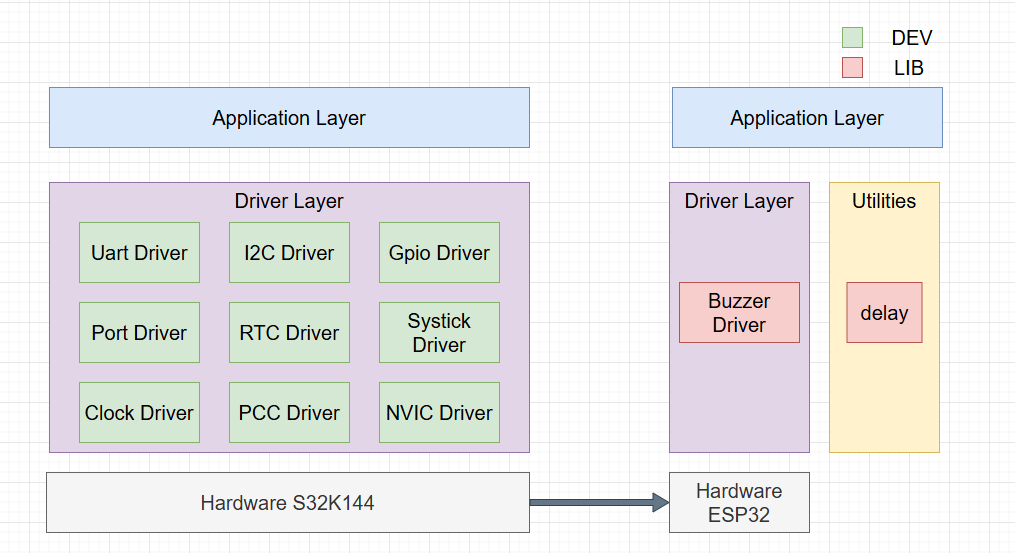 DEV
LIB
Application Layer
Application Layer
Driver Layer
Uart Driver
I2C Driver
Gpio Driver
Port Driver
RTC Driver
Systick
Driver
Clock Driver
PCC Driver
NVIC Driver
Driver Layer
Buzzer
Driver
Utilities
delay
Hardware S32K144
Hardware
ESP32